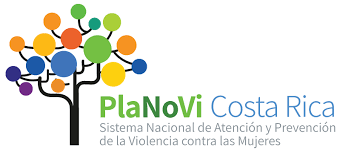 PlaNoVi Costa Rica
Sistema Nacional de Atención y Prevención
de la Violencia contra las Mujeres